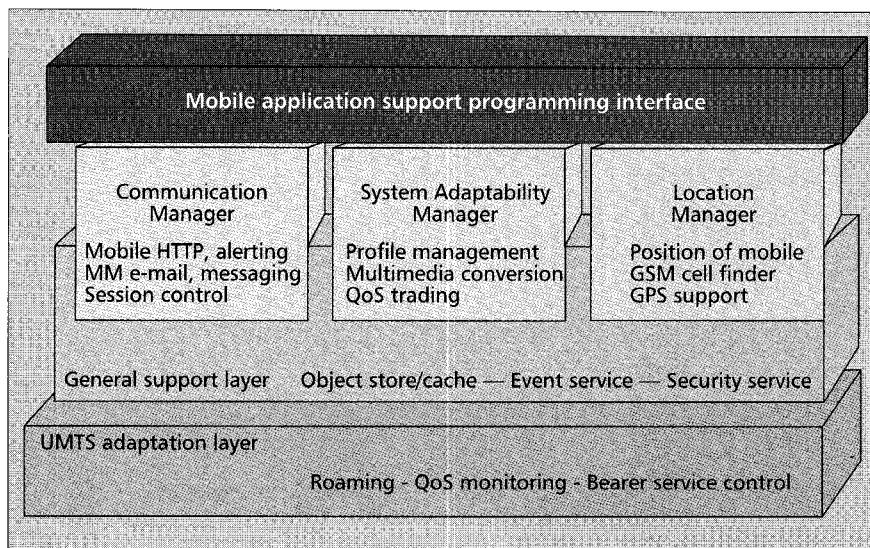 Mobile application support programming interface
Communication
Manager
Mobile HTTP, alerting
MM e-mail, messaging
Session control
System Adaptability
Manager
Profile management
Multimedia conversion
QoS trading
Location
Manager
Position of mobile
GSM cell finder
GPS support
General support layer Object store/cache — Event service — Security service
UMTS adaptation layer
Roaming - QoS monitoring - Bearer service control